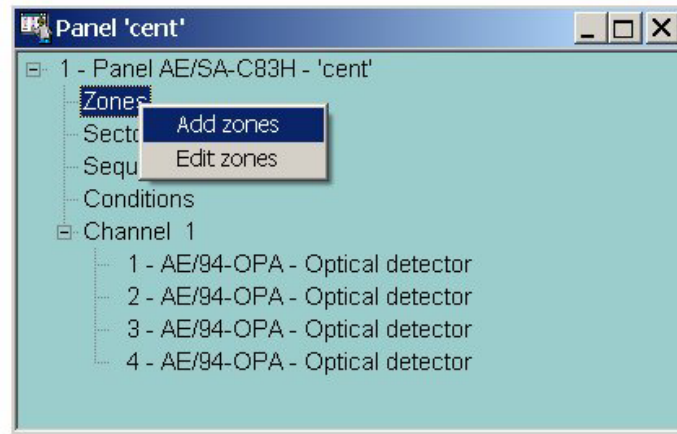 Panel 'cent'
1 - Panel AE/SA-C83H - 'cent'
Zones
Add zones
Edit zones
Conditions
Channel 1
1 - AE/94-OPA - Optical detector
2 - AE/94-OPA - Optical detector
3 - AE/94-OPA - Optical detector
4 - AE/94-OPA - Optical detector